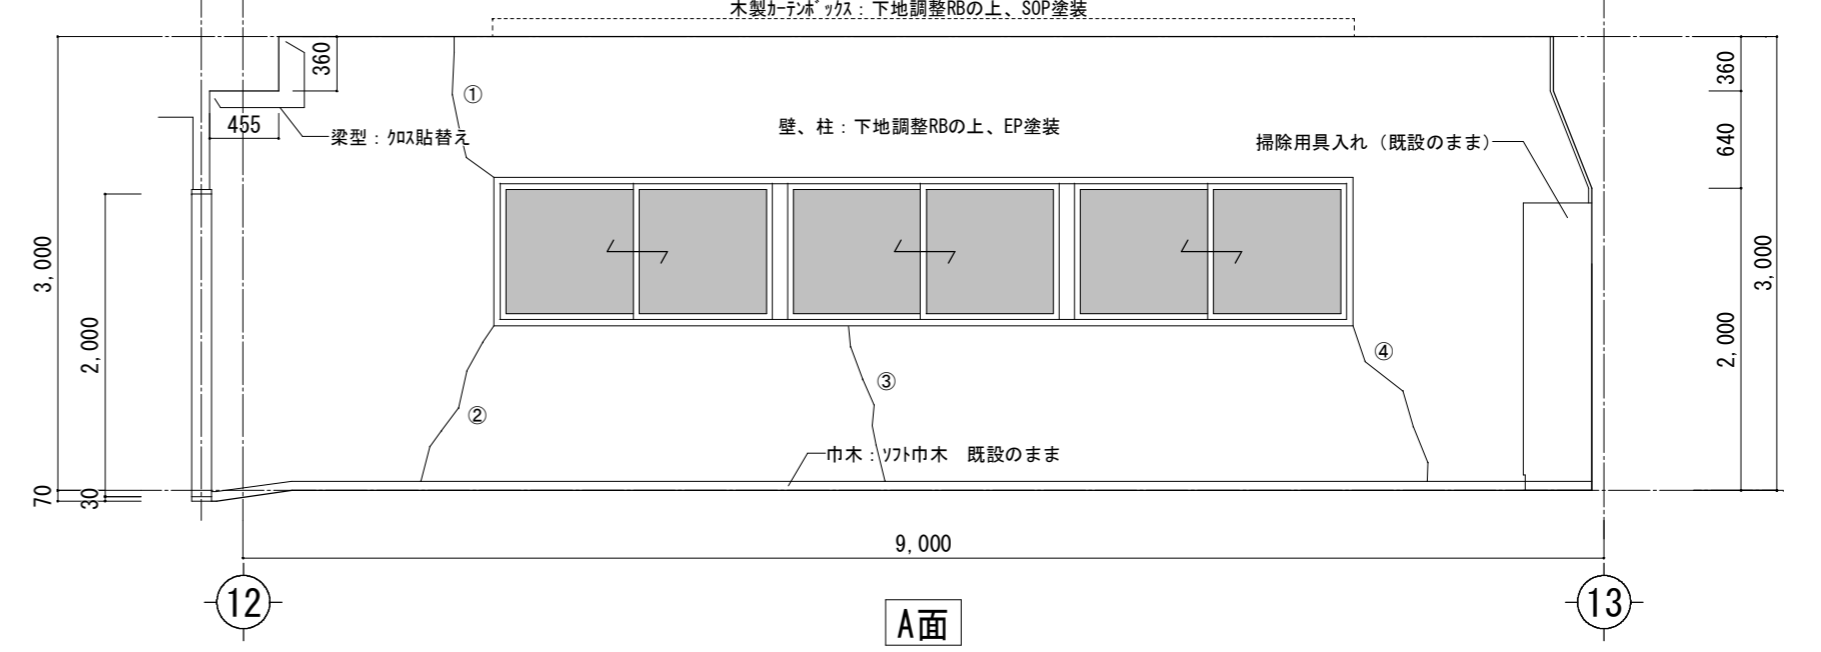 木製ｶｰﾃﾝﾎﾞｯｸｽ：下地調整RBの上、SOP塗装
360
①
360
455
梁型：ｸﾛｽ貼替え
壁、柱：下地調整RBの上、EP塗装
掃除用具入れ（既設のまま）
640
3,000
2,000
3,000
2,000
④
③
②
巾木：ｿﾌﾄ巾木　既設のまま
70
30
9,000
12
13
A面